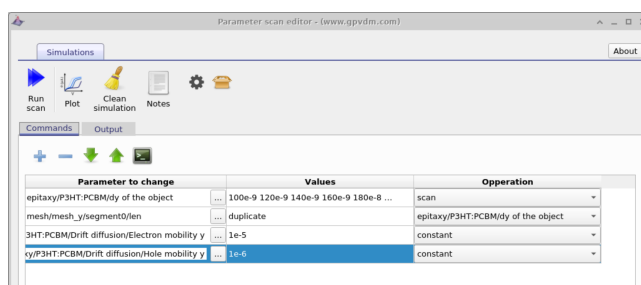 Parameter scan editor - (www.gpvdm.com)
Simulations
About
Run scan
Plot
Clean simulation
Notes
Commands
Output
Parameter to change
Values
Opperation
epitaxy/P3HT:PCBM/dy of the object
...
100e-9 120e-9 140e-9 160e-9 180e-8 ...
scan
mesh/mesh_y/segment0/len
...
duplicate
epitaxy/P3HT:PCBM/dy of the object
3HT:PCBM/Drift diffusion/Electron mobility y
...
1e-5
constant
xy/P3HT:PCBM/Drift diffusion/Hole mobility y
...
1e-6
constant